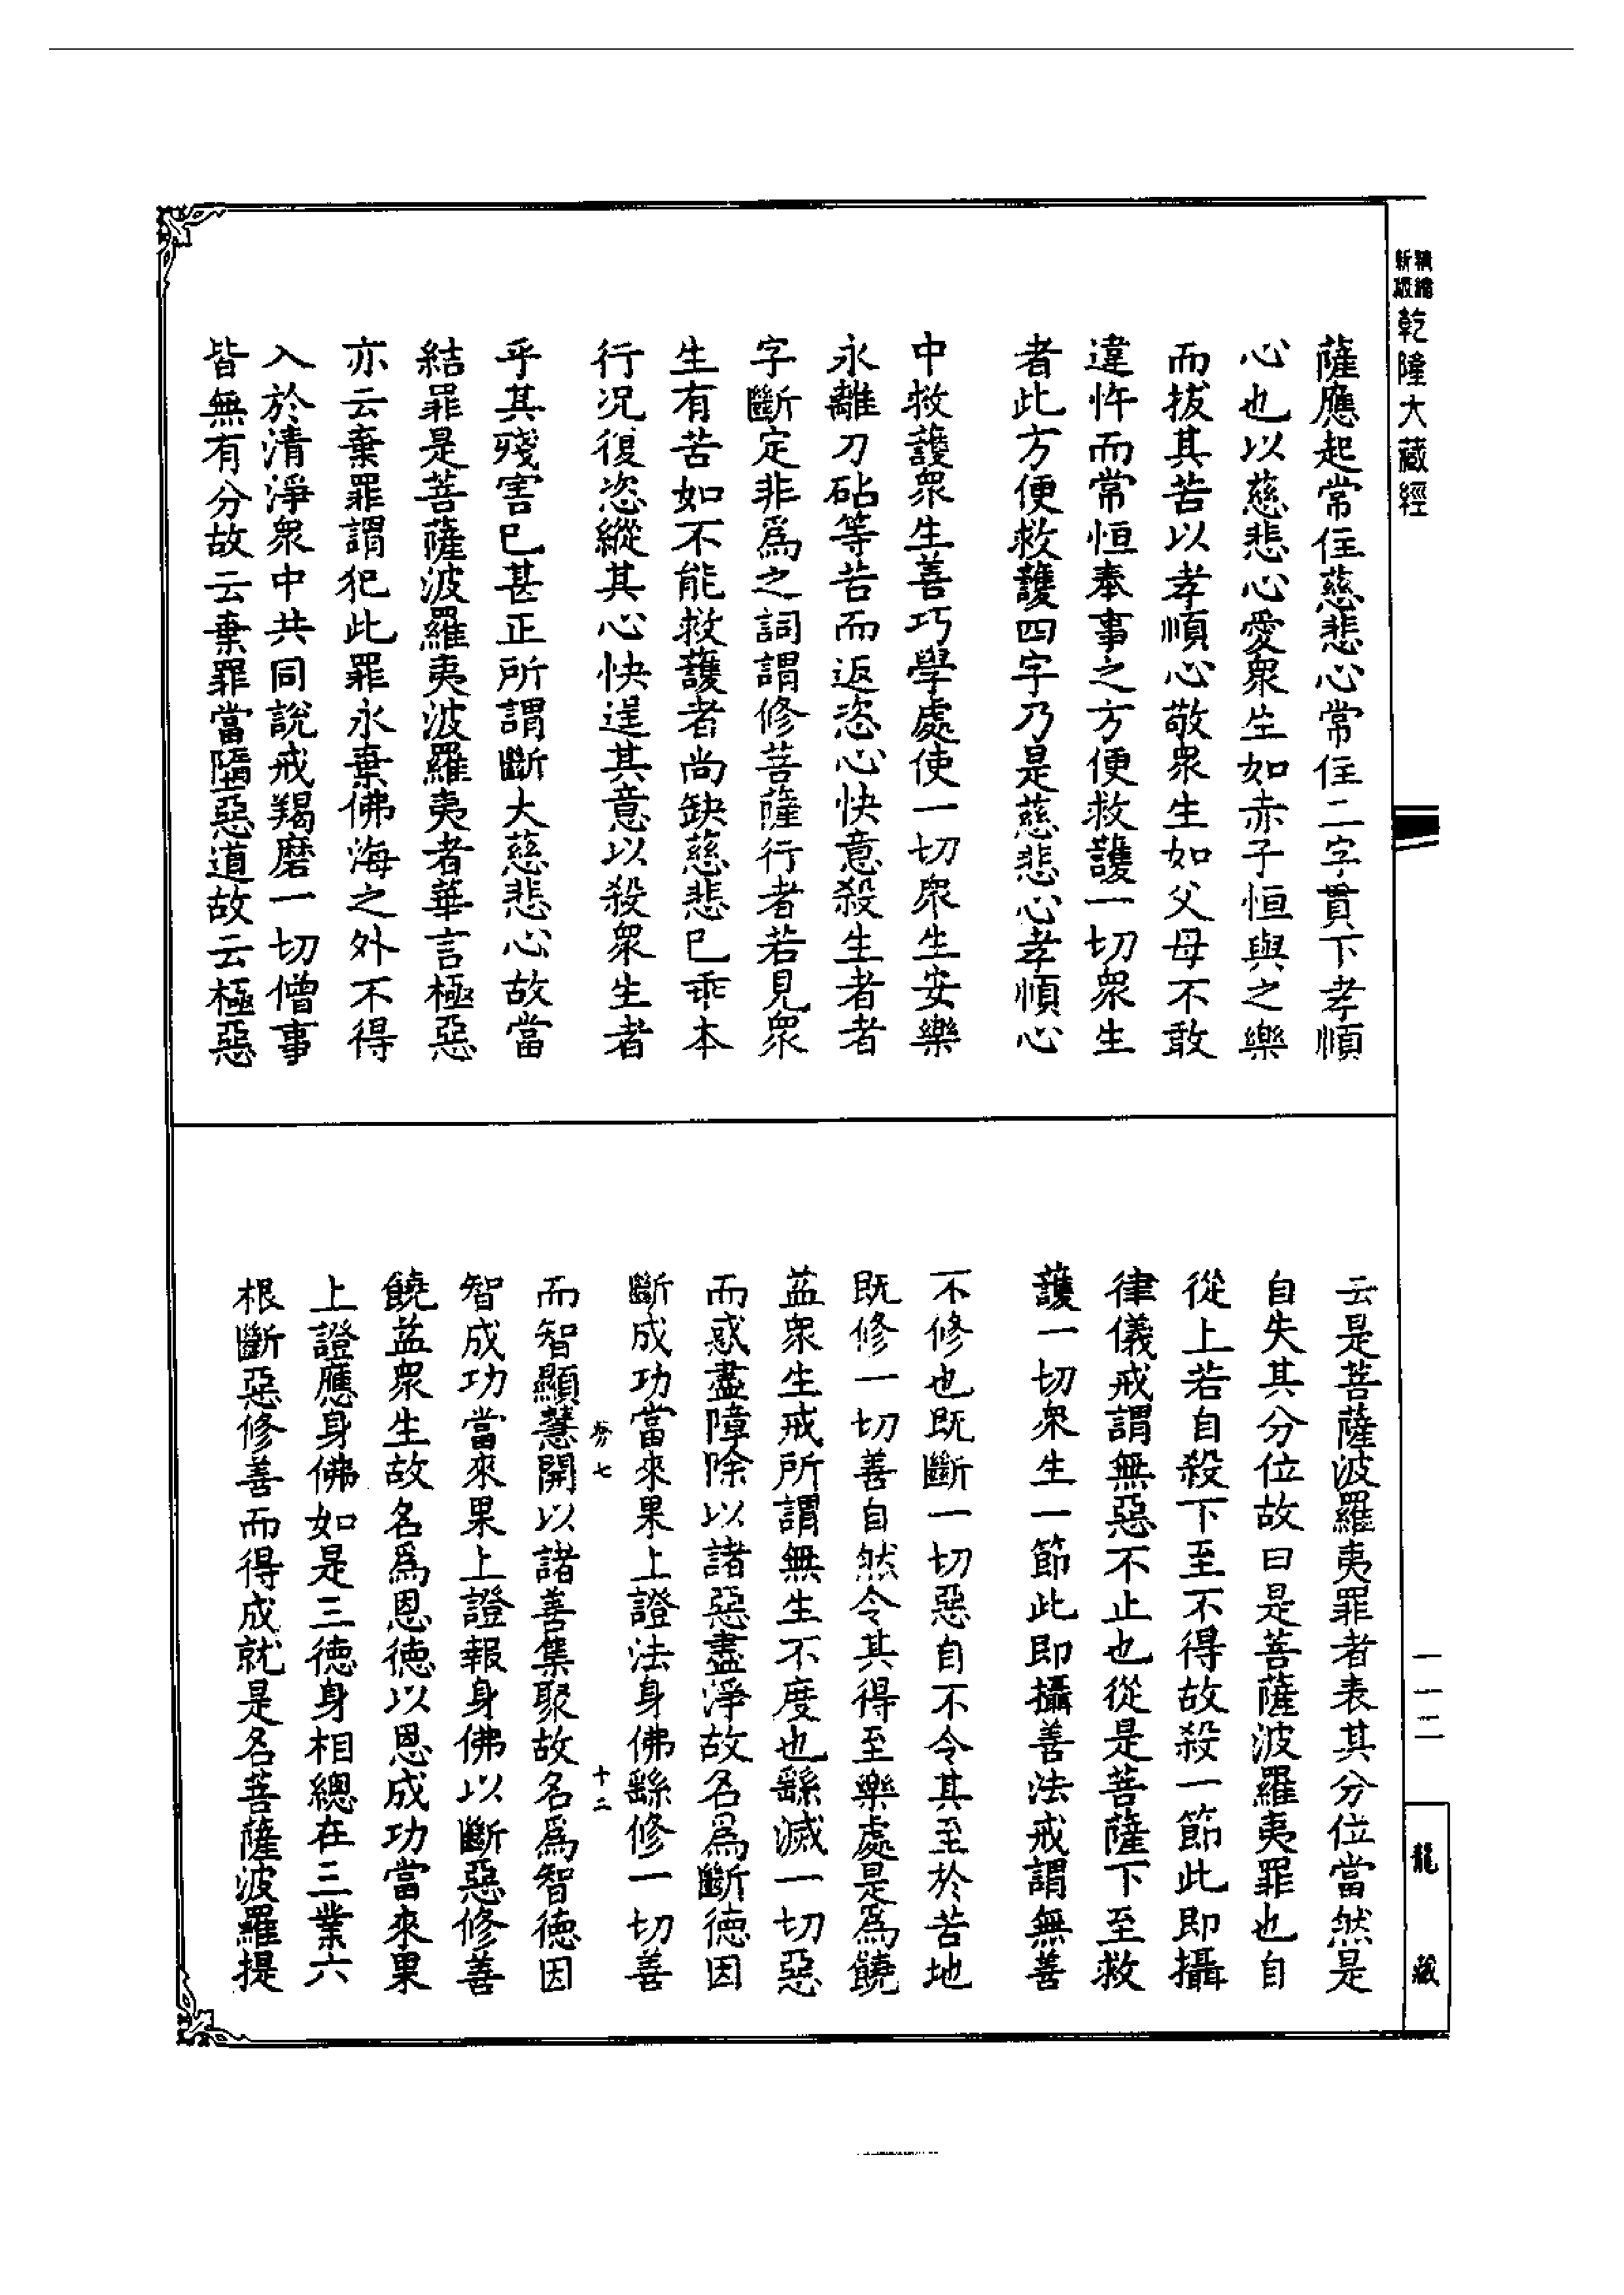 精繕
新版
乾隆大藏經
薩應起常住慈悲心常住二字貫下孝順
心也以慈悲心愛衆生如赤子恒與之樂
而拔其苦以孝順心敬衆生如父母不敢
違忤而常恒奉事之方便救護一切衆生
者此方便救護四字乃是慈悲心孝順心
中救護衆生善巧學處使一切衆生安樂
永離刀砧等苦而返恣心快意殺生者者
字斷定非爲之詞謂修菩薩行者若見衆
生有苦如不能救護者尚缺慈悲已乖本
行况復恣縱其心快逞其意以殺衆生者
乎其殘害已甚正所謂斷大慈悲心故當
結罪是菩薩波羅夷波羅夷者華言極惡
亦云棄罪謂犯此罪永棄佛海之外不得
入於清淨衆中共同說戒羯磨一切僧事
皆無有分故云棄罪當墮惡道故云極惡
云是菩薩波羅夷罪者表其分位當然是
自失其分位故曰是菩薩波羅夷罪也自
從上若自殺下至不得故殺一節此即攝
律儀戒謂無惡不止也從是菩薩下至救
護一切衆生一節此即攝善法戒謂無善
不修也既斷一切惡自不令其至於苦地
既修一切善自然令其得至樂處是爲饒
益衆生戒所謂無生不度也繇滅一切惡
而惑盡障除以諸惡盡淨故名爲斷德因
斷成功當來果上證法身佛繇修一切善
而智顯慧開以諸善集聚故名爲智德因
智成功當來果上證報身佛以斷惡修善
饒益衆生故名爲恩德以恩成功當來果
上證應身佛如是三德身相總在三業六
根斷惡修善而得成就是名菩薩波羅提
七
十二
一一二
龍
藏